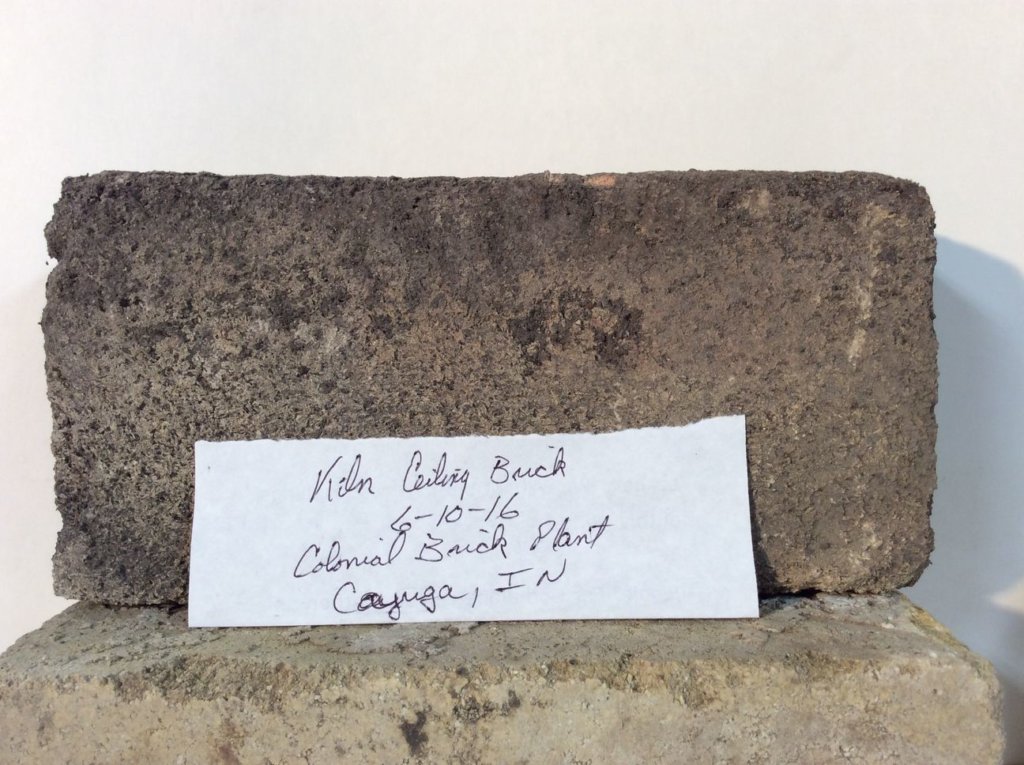 Kiln Ceiling Brick
6-10-16
Colonial Brick Plant
Cayuga, IN